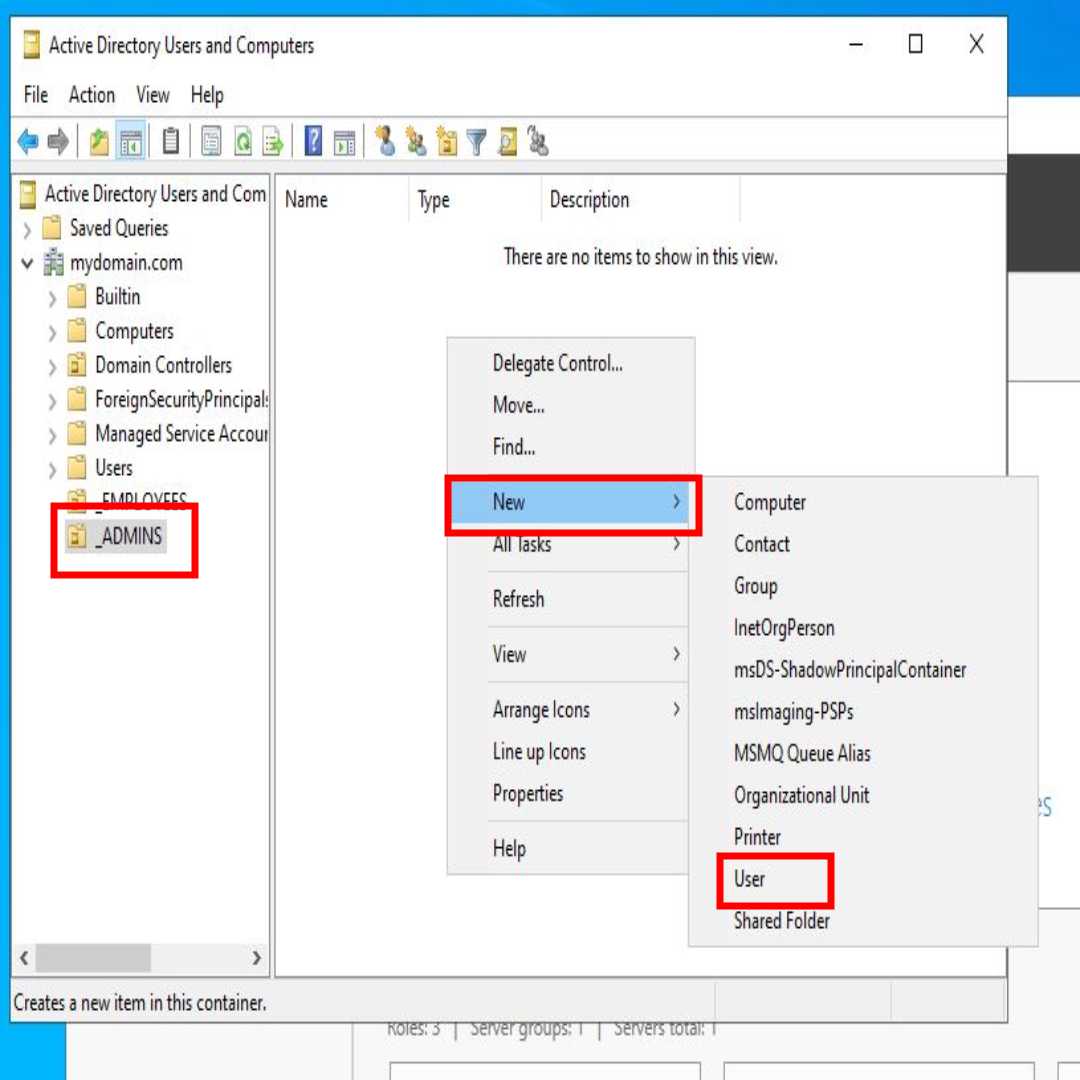 Active Directory Users and Computers
File Action View Help
Active Directory Users and Com
Name Type Description
Saved Queries
There are no items to show in this view.
mydomain.com
Builtin
Computers
Domain Controllers
ForeignSecurityPrincipals
Managed Service Accour
Users
_EMPLOYEES
_ADMINS
Delegate Control...
Move...
Find...
New
All Tasks
Refresh
View
Arrange Icons
Line up Icons
Properties
Help
Computer
Contact
Group
InetOrgPerson
msDS-ShadowPrincipalContainer
msImaging-PSPs
MSMQ Queue Alias
Organizational Unit
Printer
User
Shared Folder
es
Creates a new item in this container.
Roles: 3 | Server groups: 1 | Servers total: 1